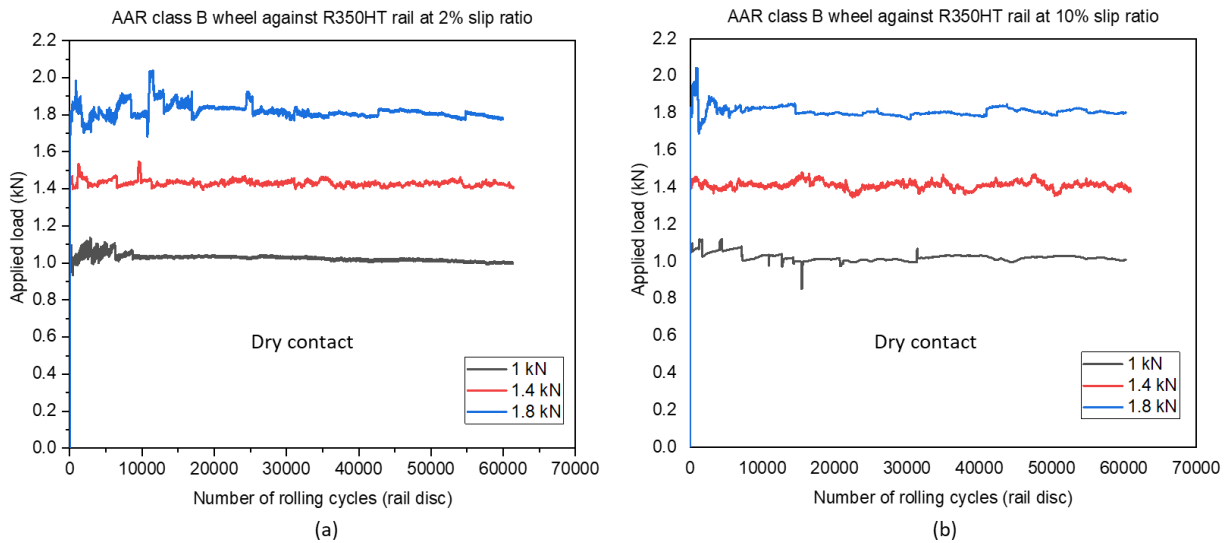 AAR class B wheel against R350HT rail at 2% slip ratio
2.2
2.0
1.8
1.6
1.4
1.2
1.0
0.8
0.6
0.4
0.2
0.0
Applied load (kN)
Dry contact
1 kN
1.4 kN
1.8 kN
0 10000 20000 30000 40000 50000 60000 70000
Number of rolling cycles (rail disc)
(a)
AAR class B wheel against R350HT rail at 10% slip ratio
2.2
2.0
1.8
1.6
1.4
1.2
1.0
0.8
0.6
0.4
0.2
0.0
Applied load (kN)
Dry contact
1 kN
1.4 kN
1.8 kN
0 10000 20000 30000 40000 50000 60000 70000
Number of rolling cycles (rail disc)
(b)